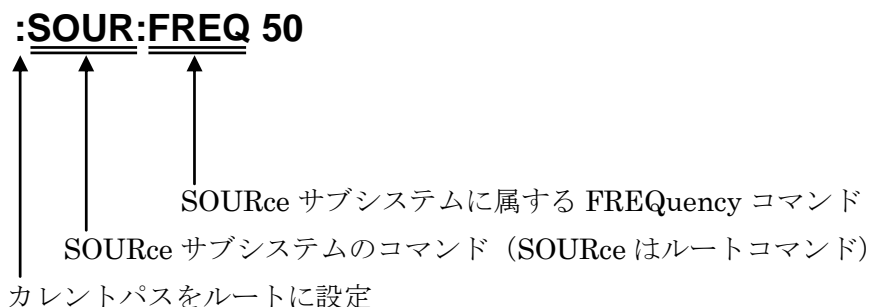 :SOUR:FREQ 50
SOURce サブシステムに属する FREQuency コマンド
SOURce サブシステムのコマンド（SOURce はルートコマンド）
カレントパスをルートに設定